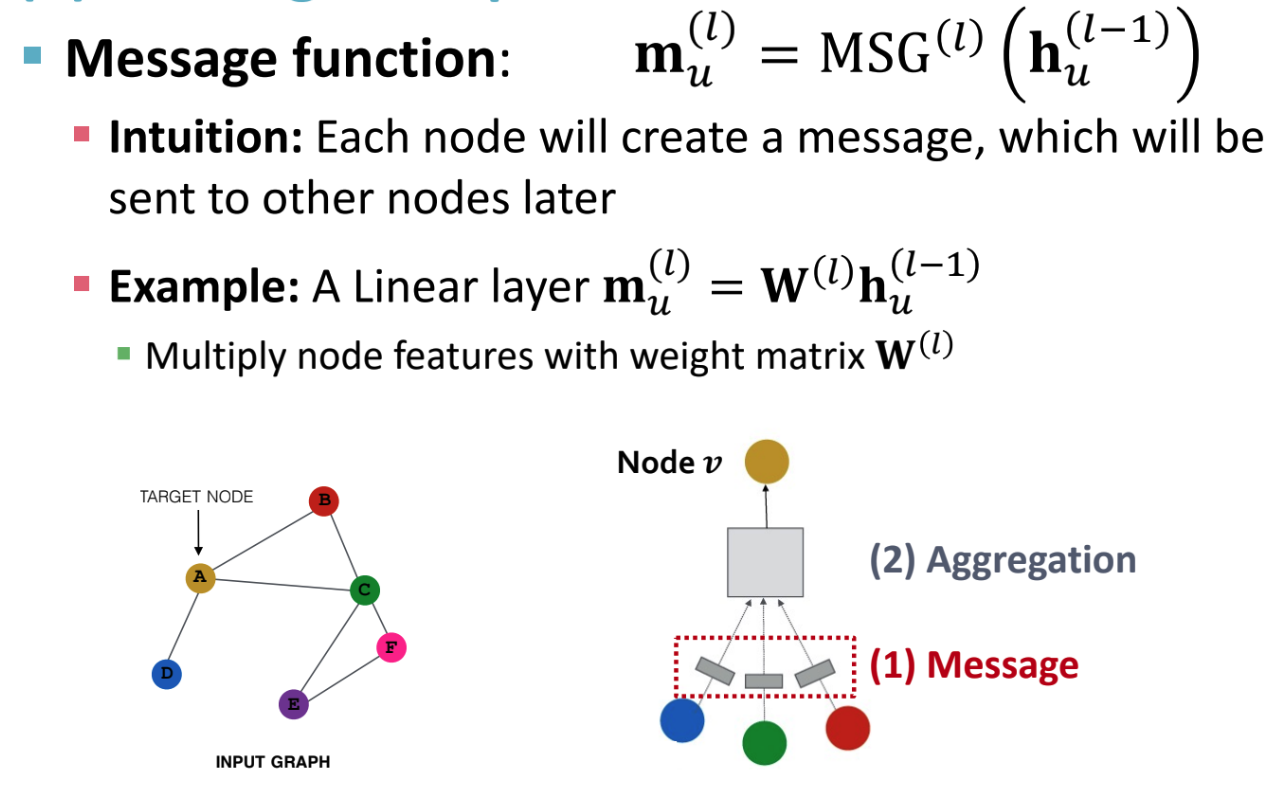 Message function: m_u^(l) = MSG^(l) (h_u^(l−1))
Intuition: Each node will create a message, which will be
sent to other nodes later
Example: A Linear layer m_u^(l) = W^(l)h_u^(l−1)
Multiply node features with weight matrix W^(l)
TARGET NODE
B
A
C
F
D
E
INPUT GRAPH
Node v
(2) Aggregation
(1) Message